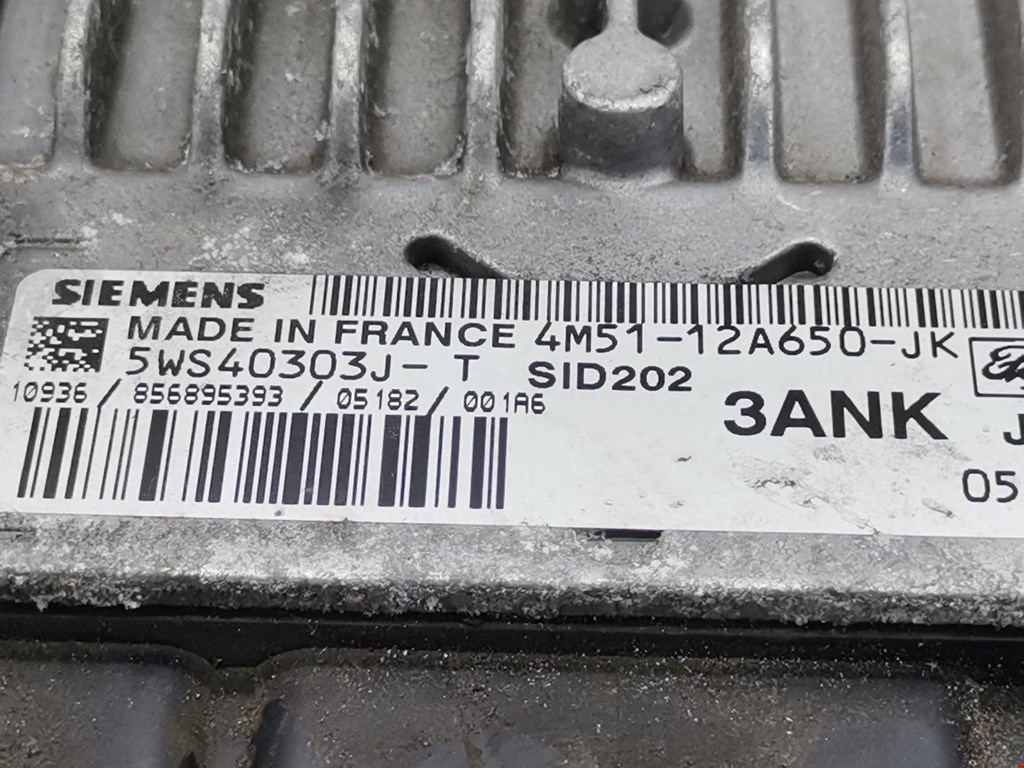 SIEMENS
MADE IN FRANCE 4M51-12A650-JK
5WS40303J- T SID202
10936 / 856895393 / 05182 / 001A6
3ANK
J
05